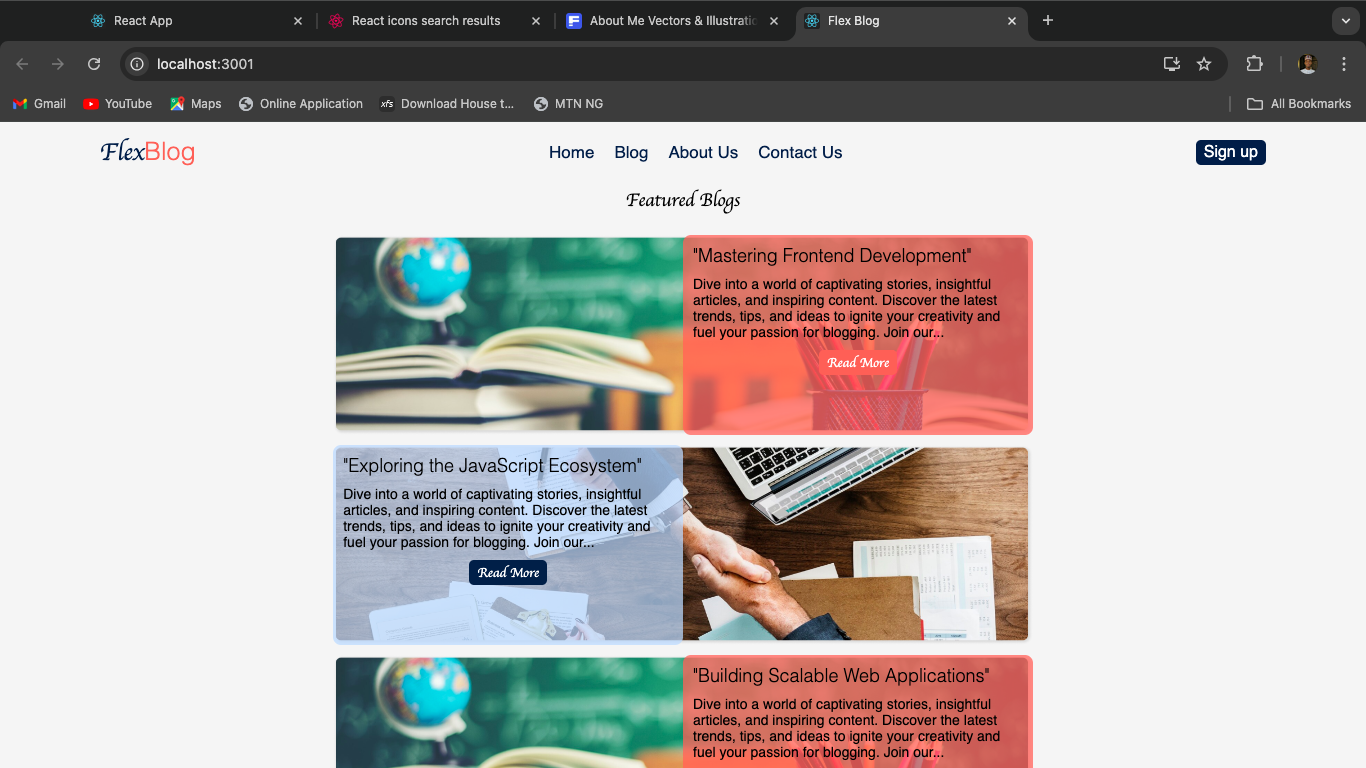 React App
React icons search results
About Me Vectors & Illustratio
Flex Blog
localhost:3001
Gmail
YouTube
Maps
Online Application
xfs
Download House t...
MTN NG
All Bookmarks
FlexBlog
Home
Blog
About Us
Contact Us
Sign up
Featured Blogs
"Mastering Frontend Development"
Dive into a world of captivating stories, insightful
articles, and inspiring content. Discover the latest
trends, tips, and ideas to ignite your creativity and
fuel your passion for blogging. Join our...
Read More
"Exploring the JavaScript Ecosystem"
Dive into a world of captivating stories, insightful
articles, and inspiring content. Discover the latest
trends, tips, and ideas to ignite your creativity and
fuel your passion for blogging. Join our...
Read More
"Building Scalable Web Applications"
Dive into a world of captivating stories, insightful
articles, and inspiring content. Discover the latest
trends, tips, and ideas to ignite your creativity and
fuel your passion for blogging. Join our...